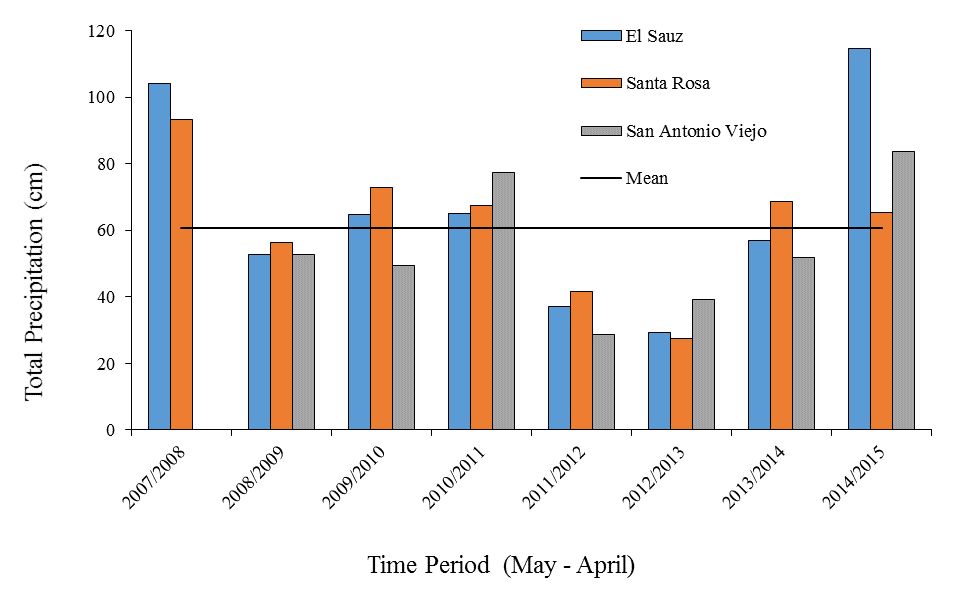 Total Precipitation (cm)
120
100
80
60
40
20
0
El Sauz
Santa Rosa
San Antonio Viejo
Mean
2007/2008
2008/2009
2009/2010
2010/2011
2011/2012
2012/2013
2013/2014
2014/2015
Time Period (May - April)